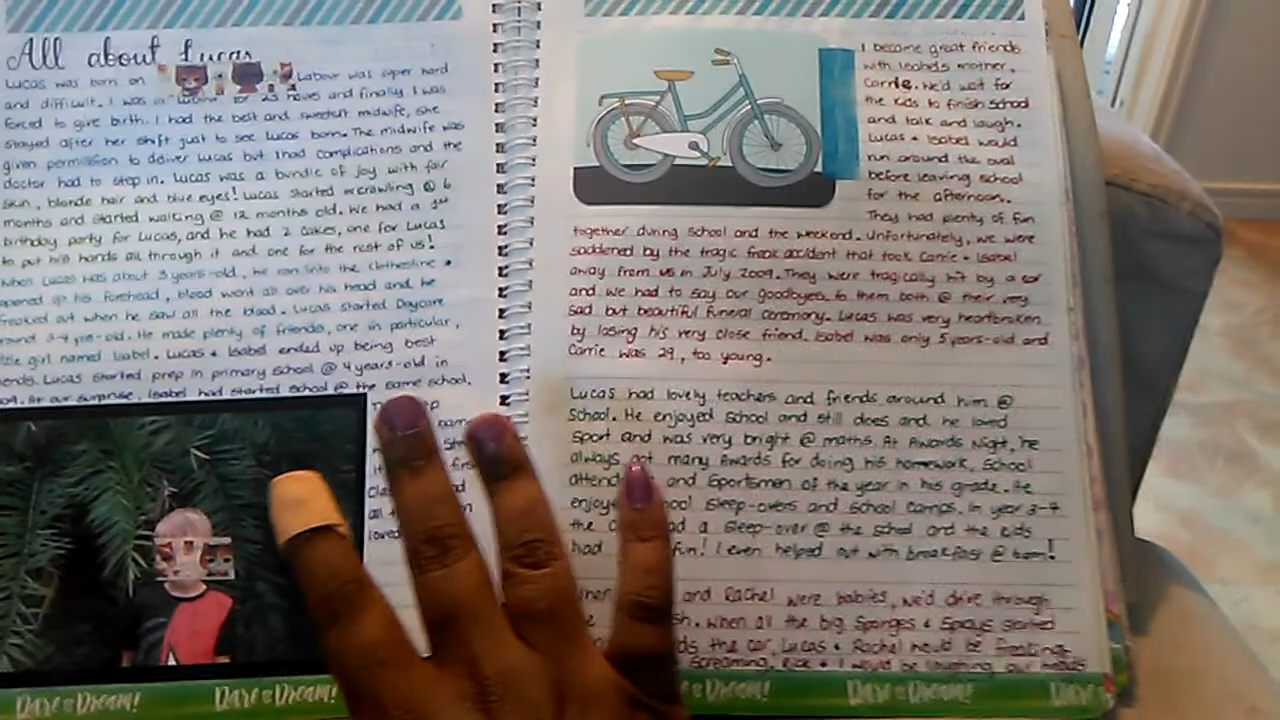 All about Lucas
Lucas was born on Labour was super hard
and difficult. I was in labour for 23 hours and finally I was
forced to give birth. I had the best and sweetest midwife, she
stayed after her shift just to see Lucas born. The midwife was
given permission to deliver Lucas but I had complications and the
doctor had to step in. Lucas was a bundle of joy with fair
skin, blonde hair and blue eyes! Lucas started crawling @ 6
months and started walking @ 12 months old. We had a 1st
birthday party for Lucas, and he had 2 cakes, one for Lucas
to put his hands all through it and one for the rest of us!
When Lucas was about 3 years-old, he ran into the clothesline &
opened up his forehead, blood went all over his head and he
freaked out when he saw all the blood. Lucas started Daycare
around 3-4 yrs-old. He made plenty of friends, one in particular,
little girl named Isabel. Lucas & Isabel ended up being best
friends. Lucas started prep in primary school @ 4 years-old in
At our surprise, Isabel had started school @ the same school.
all
loved
I became great friends
with Isabel's mother,
Carrie. We'd wait for
the kids to finish school
and talk and laugh.
Lucas & Isabel would
run around the oval
before leaving school
for the afternoon.
They had plenty of fun
together during school and the weekend. Unfortunately, we were
saddened by the tragic freak accident that took Carrie & Isabel
away from us in July 2009. They were tragically hit by a car
and we had to say our goodbyes to them both @ their very
sad but beautiful funeral ceremony. Lucas was very heartbroken
by losing his very close friend. Isabel was only 5 years-old and
Carrie was 29, too young.
Lucas had lovely teachers and friends around him @
School. He enjoyed school and still does and he loved
sport and was very bright @ maths. At Awards Night, he
always got many Awards for doing his homework, School
and Sportsmen of the year in his grade. He
School Sleep-overs and School Camps. In year 3-4
the had a sleep-over @ the school and the kids
had fun! I even helped out with breakfast @ 6am!
and Rachel were babies, we'd drive through
When all the big Sponges & Sprays started
the car, Lucas & Rachel would be freaking
screaming. Rick & I would be laughing our heads
Dare to Dream! Dare to Dream! Dream! Dare to Dream!